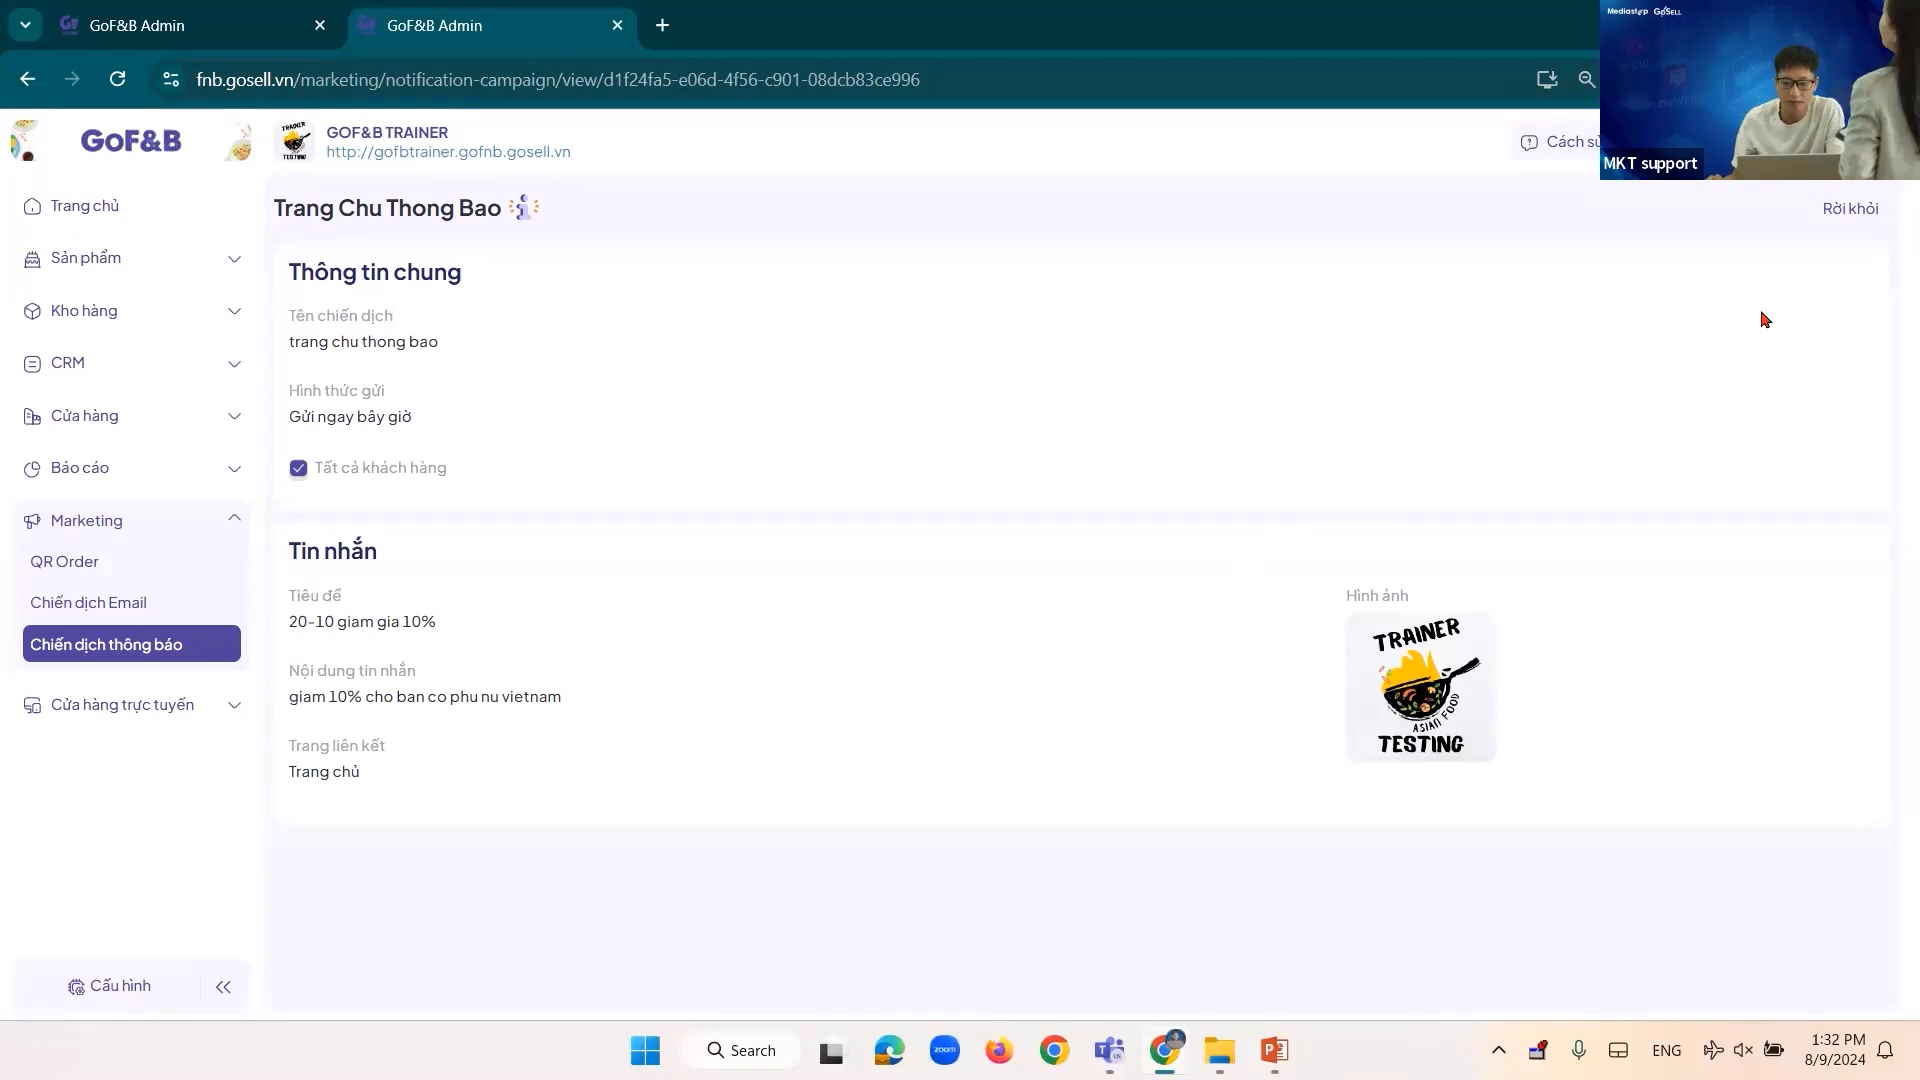 GoF&B Admin
GoF&B Admin
fnb.gosell.vn/marketing/notification-campaign/view/d1f24fa5-e06d-4f56-c901-08dcb83ce996
Mediastep GoSELL
MKT support
GoF&B
TRAINER
TESTING
GOF&B TRAINER
http://gofbtrainer.gofnb.gosell.vn
Cách sử
Trang chủ
Sản phẩm
Kho hàng
CRM
Cửa hàng
Báo cáo
Marketing
QR Order
Chiến dịch Email
Chiến dịch thông báo
Cửa hàng trực tuyến
Cấu hình
Trang Chu Thong Bao
Rời khỏi
Thông tin chung
Tên chiến dịch
trang chu thong bao
Hình thức gửi
Gửi ngay bây giờ
Tất cả khách hàng
Tin nhắn
Tiêu đề
20-10 giam gia 10%
Nội dung tin nhắn
giam 10% cho ban co phu nu vietnam
Trang liên kết
Trang chủ
Hình ảnh
TRAINER
ASIAN FOOD
TESTING
Search
zoom
ENG
1:32 PM
8/9/2024